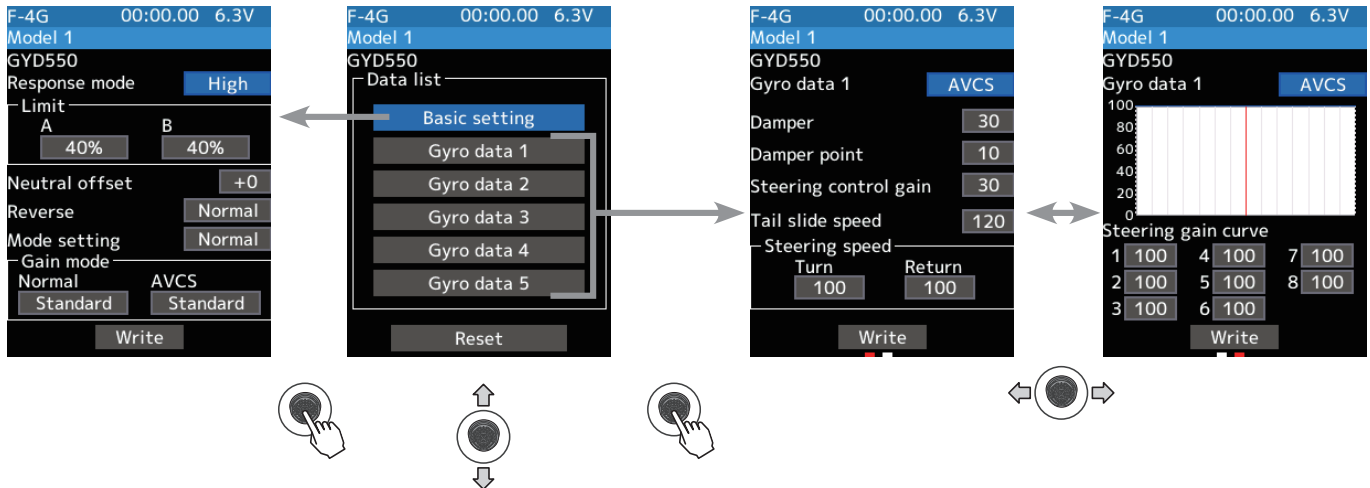 F-4G 00:00.00 6.3V
Model 1
GYD550
Response mode High
Limit
A B
40% 40%
Neutral offset +0
Reverse Normal
Mode setting Normal
Gain mode
Normal AVCS
Standard Standard
Write
F-4G 00:00.00 6.3V
Model 1
GYD550
Data list
Basic setting
Gyro data 1
Gyro data 2
Gyro data 3
Gyro data 4
Gyro data 5
Reset
F-4G 00:00.00 6.3V
Model 1
GYD550
Gyro data 1 AVCS
Damper 30
Damper point 10
Steering control gain 30
Tail slide speed 120
Steering speed
Turn Return
100 100
Write
F-4G 00:00.00 6.3V
Model 1
GYD550
Gyro data 1 AVCS
100
80
60
40
20
0
Steering gain curve
1 100 4 100 7 100
2 100 5 100 8 100
3 100 6 100
Write